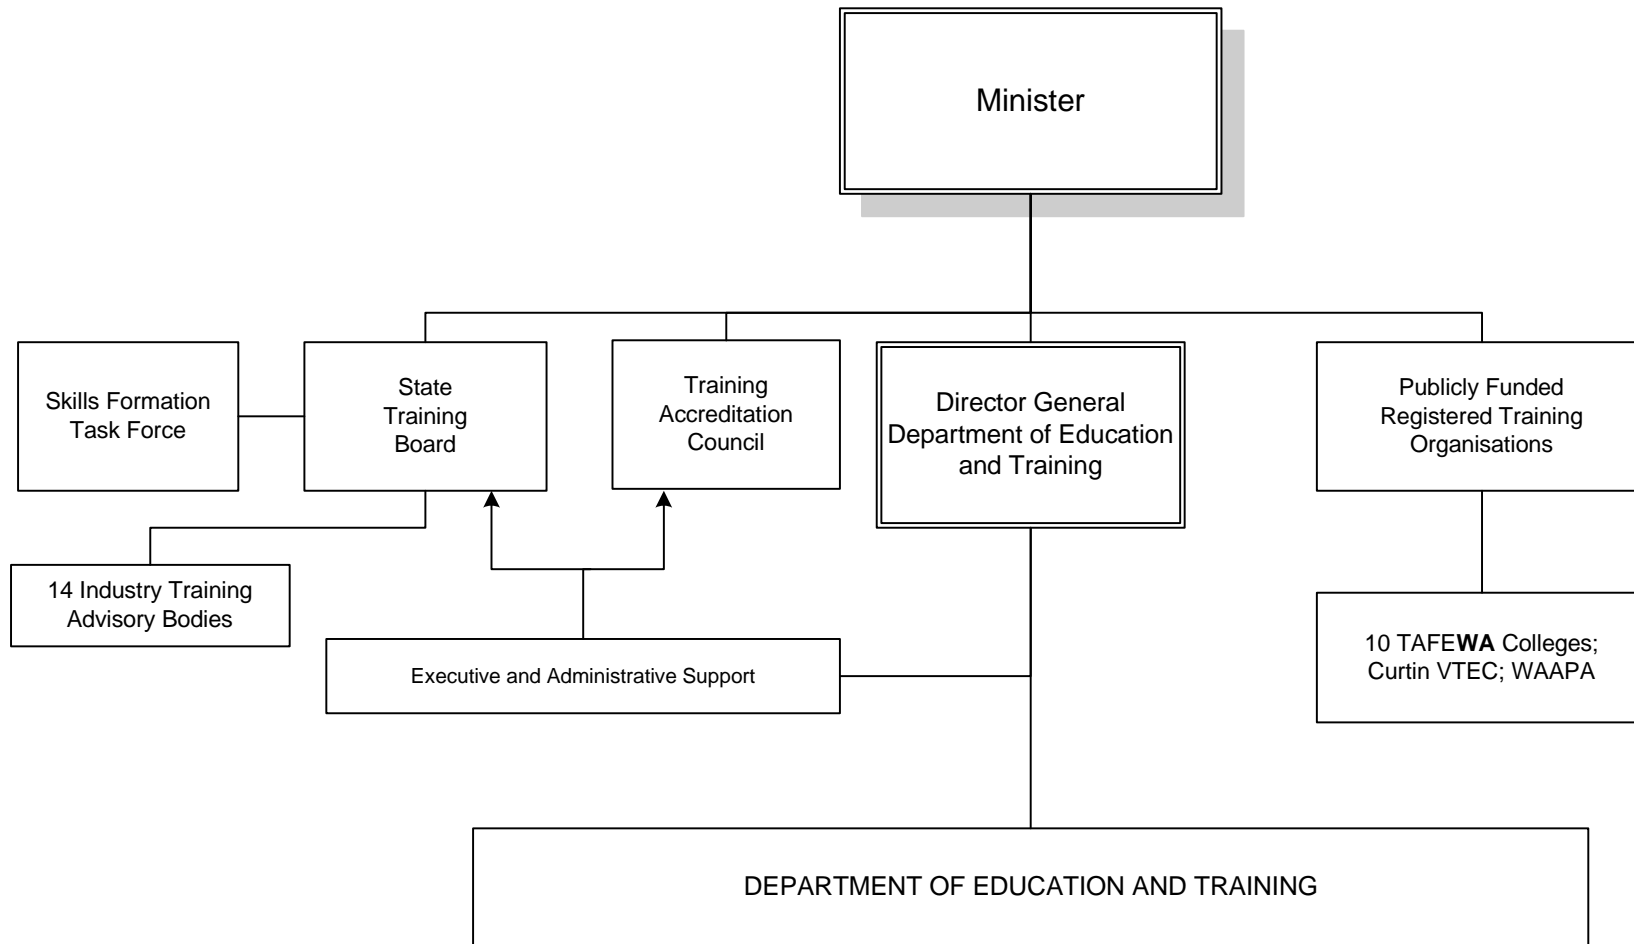 Minister
Skills Formation
Task Force
State
Training
Board
Training
Accreditation
Council
Director General
Department of Education
and Training
Publicly Funded
Registered Training
Organisations
14 Industry Training
Advisory Bodies
Executive and Administrative Support
10 TAFEWA Colleges;
Curtin VTEC; WAAPA
DEPARTMENT OF EDUCATION AND TRAINING